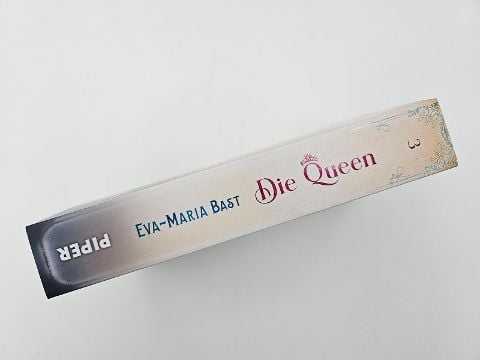 PIPER
EVA-MARIA BAST
Die Queen
3